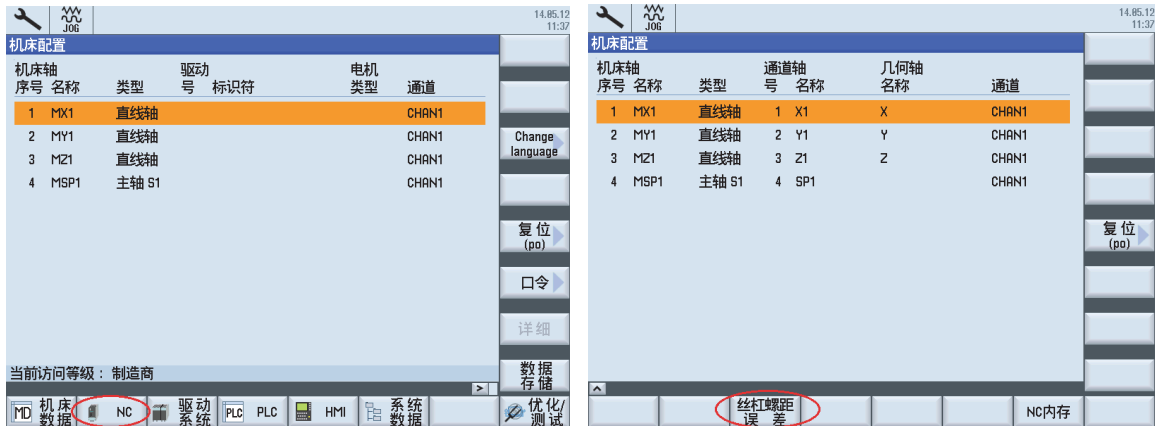 JOG
14.05.12
11:37
机床配置
机床轴 驱动 电机
序号 名称 类型 号 标识符 类型 通道
1 MX1 直线轴 CHAN1
2 MY1 直线轴 CHAN1
3 MZ1 直线轴 CHAN1
4 MSP1 主轴 S1 CHAN1
Change
language
复位
(po)
口令
详细
数据
存储
当前访问等级: 制造商
>
MD 机床
数据
NC
驱动
系统
PLC PLC
HMI
系统
数据
优化/
测试
JOG
14.05.12
11:37
机床配置
机床轴 通道轴 几何轴
序号 名称 类型 号 名称 名称 通道
1 MX1 直线轴 1 X1 X CHAN1
2 MY1 直线轴 2 Y1 Y CHAN1
3 MZ1 直线轴 3 Z1 Z CHAN1
4 MSP1 主轴 S1 4 SP1 CHAN1
复位
(po)
^
丝杠螺距
误 差
NC内存